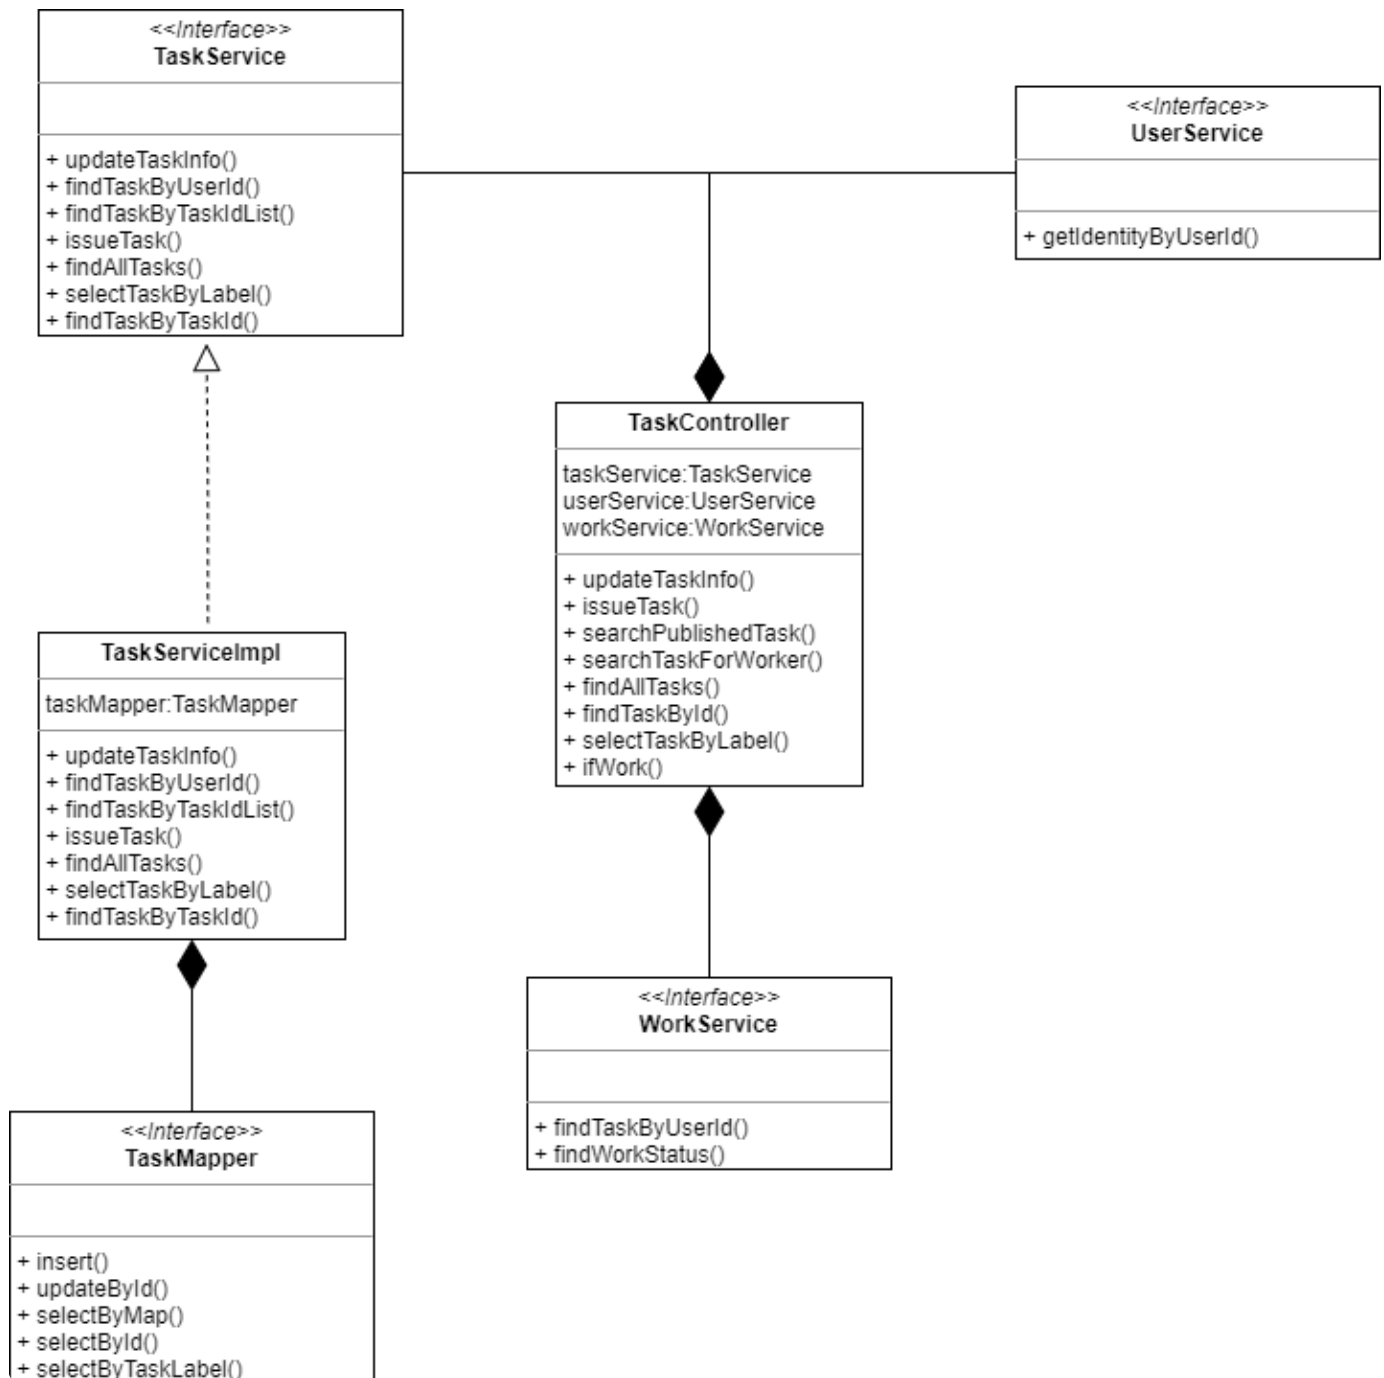 <<Interface>>
TaskService
+ updateTaskInfo()
+ findTaskByUserId()
+ findTaskByTaskIdList()
+ issueTask()
+ findAllTasks()
+ selectTaskByLabel()
+ findTaskByTaskId()
<<Interface>>
UserService
+ getIdentityByUserId()
TaskController
taskService:TaskService
userService:UserService
workService:WorkService
+ updateTaskInfo()
+ issueTask()
+ searchPublishedTask()
+ searchTaskForWorker()
+ findAllTasks()
+ findTaskById()
+ selectTaskByLabel()
+ ifWork()
TaskServiceImpl
taskMapper:TaskMapper
+ updateTaskInfo()
+ findTaskByUserId()
+ findTaskByTaskIdList()
+ issueTask()
+ findAllTasks()
+ selectTaskByLabel()
+ findTaskByTaskId()
<<Interface>>
WorkService
+ findTaskByUserId()
+ findWorkStatus()
<<Interface>>
TaskMapper
+ insert()
+ updateById()
+ selectByMap()
+ selectById()
+ selectByTaskLabel()